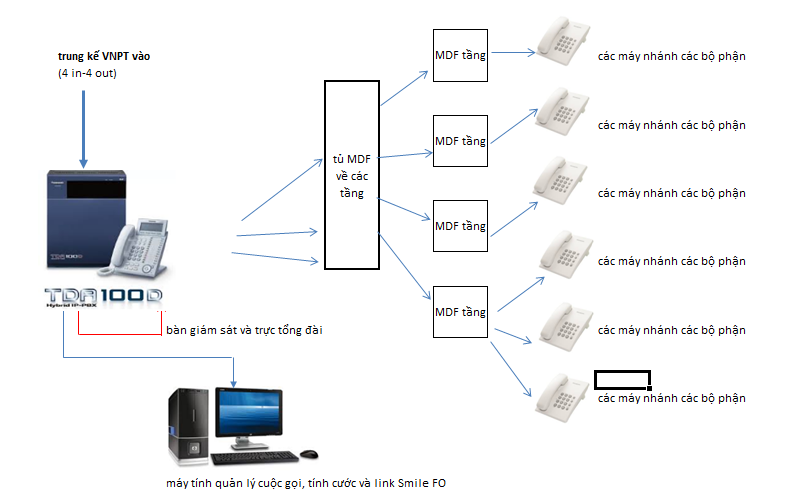 trung kế VNPT vào
(4 in-4 out)
MDF tầng
các máy nhánh các bộ phận
MDF tầng
các máy nhánh các bộ phận
tủ MDF
về các
tầng
các máy nhánh các bộ phận
MDF tầng
TDA100D
các máy nhánh các bộ phận
TDA100D
Hybrid IP-PBX
MDF tầng
bàn giám sát và trực tổng đài
các máy nhánh các bộ phận
các máy nhánh các bộ phận
máy tính quản lý cuộc gọi, tính cước và link Smile FO